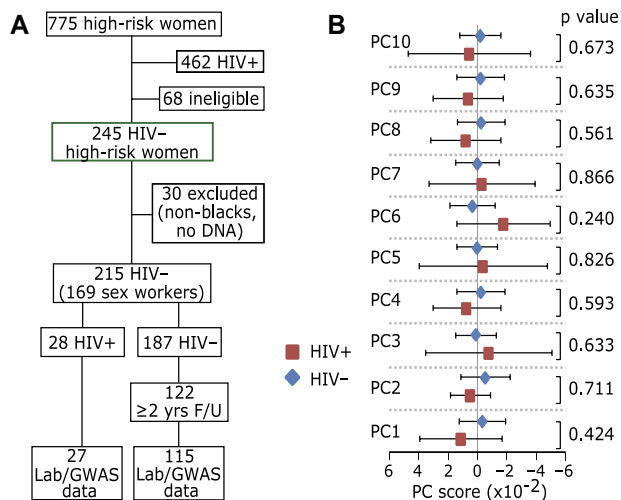 A
775 high-risk women
462 HIV+
68 ineligible
245 HIV–
high-risk women
30 excluded
(non-blacks,
no DNA)
215 HIV–
(169 sex workers)
28 HIV+
187 HIV–
122
≥2 yrs F/U
27
Lab/GWAS
data
115
Lab/GWAS
data
B
p value
PC10
0.673
PC9
0.635
PC8
0.561
PC7
0.866
PC6
0.240
PC5
0.826
PC4
0.593
PC3
0.633
PC2
0.711
PC1
0.424
HIV+
HIV–
6 4 2 0 –2 –4 –6
PC score (x10⁻²)